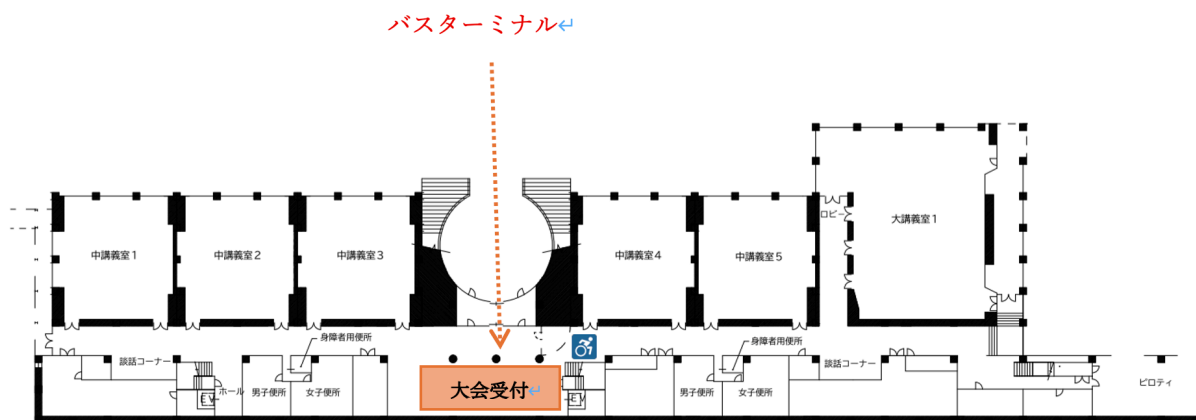 バスターミナル
大講義室1
ロビー
中講義室1
中講義室2
中講義室3
中講義室4
中講義室5
身障者用便所
身障者用便所
談話コーナー
ホール
男子便所
女子便所
大会受付
男子便所
女子便所
談話コーナー
ピロティ
EV
EV